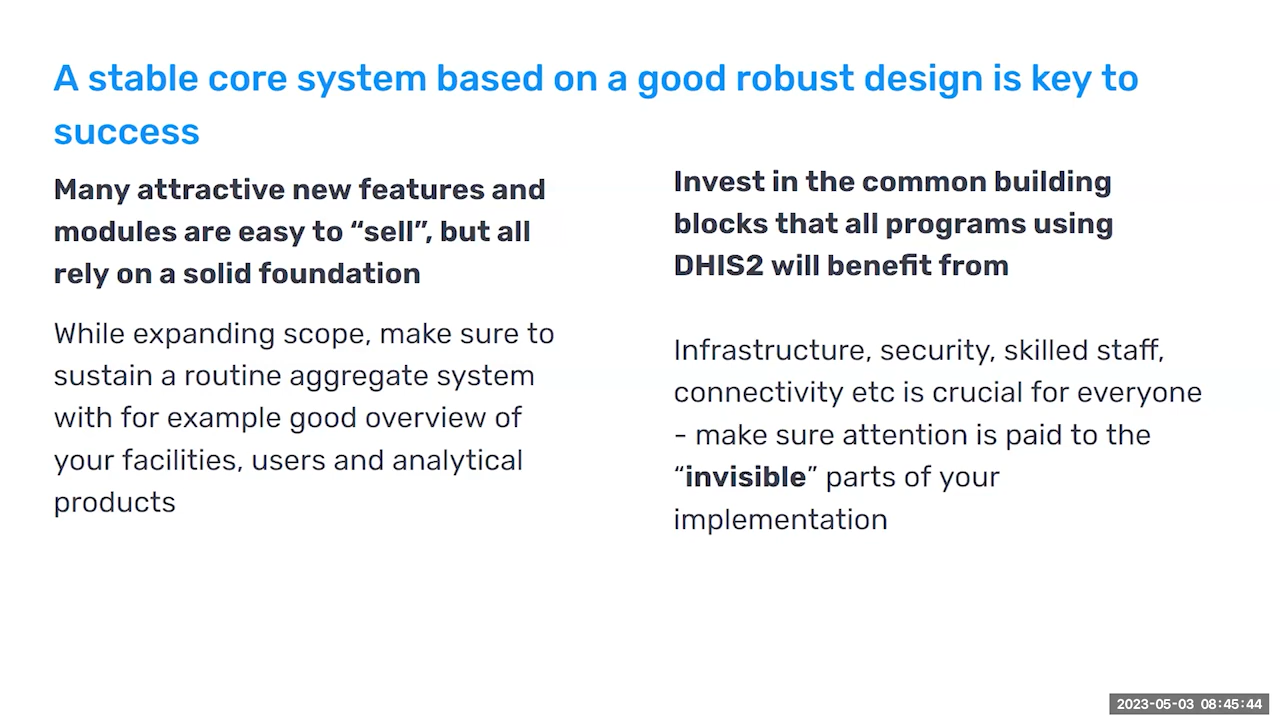 A stable core system based on a good robust design is key to
success
Many attractive new features and
modules are easy to “sell”, but all
rely on a solid foundation
While expanding scope, make sure to
sustain a routine aggregate system
with for example good overview of
your facilities, users and analytical
products
Invest in the common building
blocks that all programs using
DHIS2 will benefit from
Infrastructure, security, skilled staff,
connectivity etc is crucial for everyone
- make sure attention is paid to the
“invisible” parts of your
implementation
2023-05-03 08:45:44